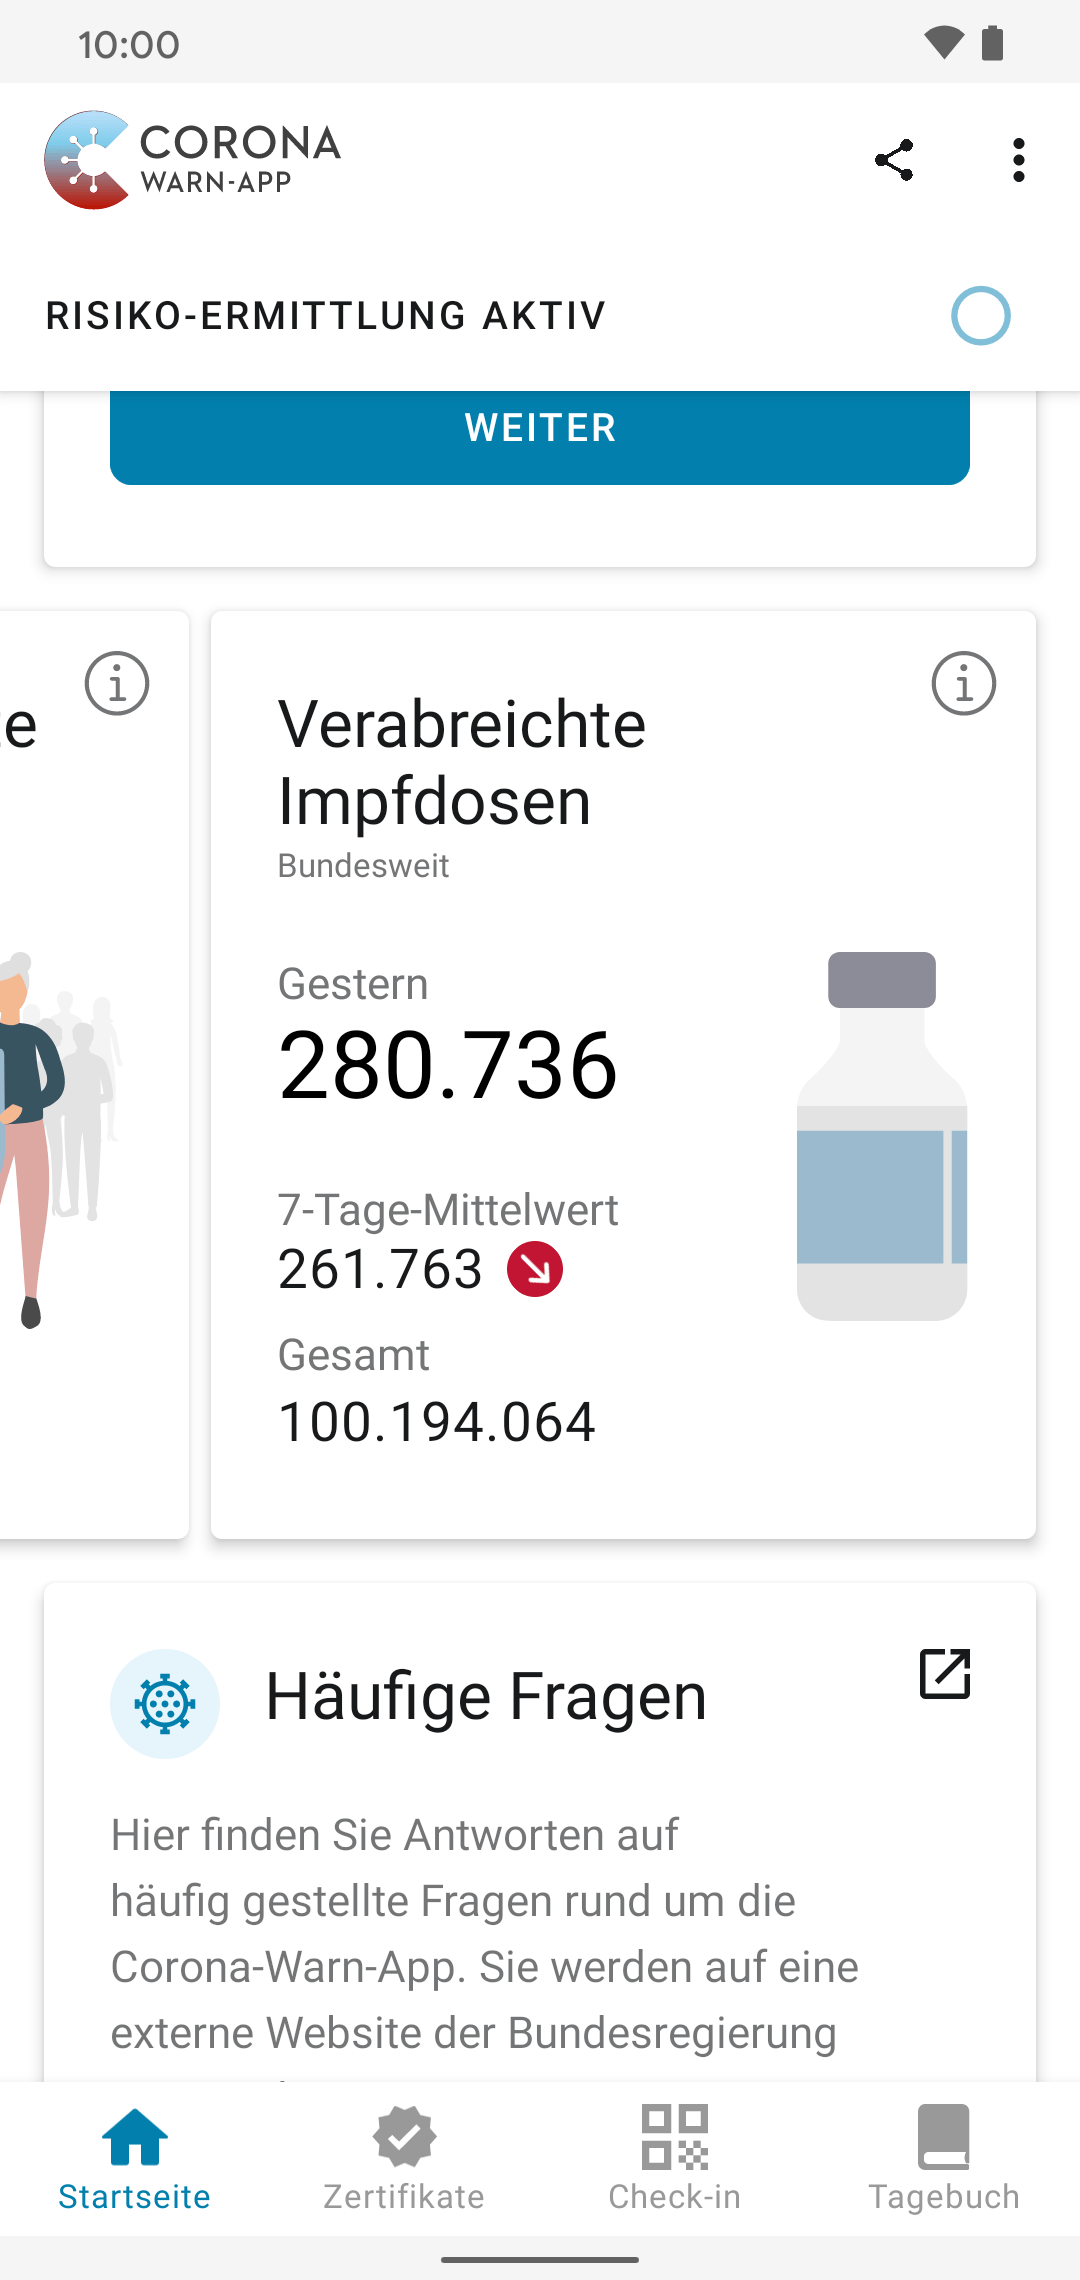 10:00
CORONA
WARN-APP
RISIKO-ERMITTLUNG AKTIV
WEITER
e
Verabreichte
Impfdosen
Bundesweit
Gestern
280.736
7-Tage-Mittelwert
261.763
Gesamt
100.194.064
Häufige Fragen
Hier finden Sie Antworten auf
häufig gestellte Fragen rund um die
Corona-Warn-App. Sie werden auf eine
externe Website der Bundesregierung
Startseite
Zertifikate
Check-in
Tagebuch